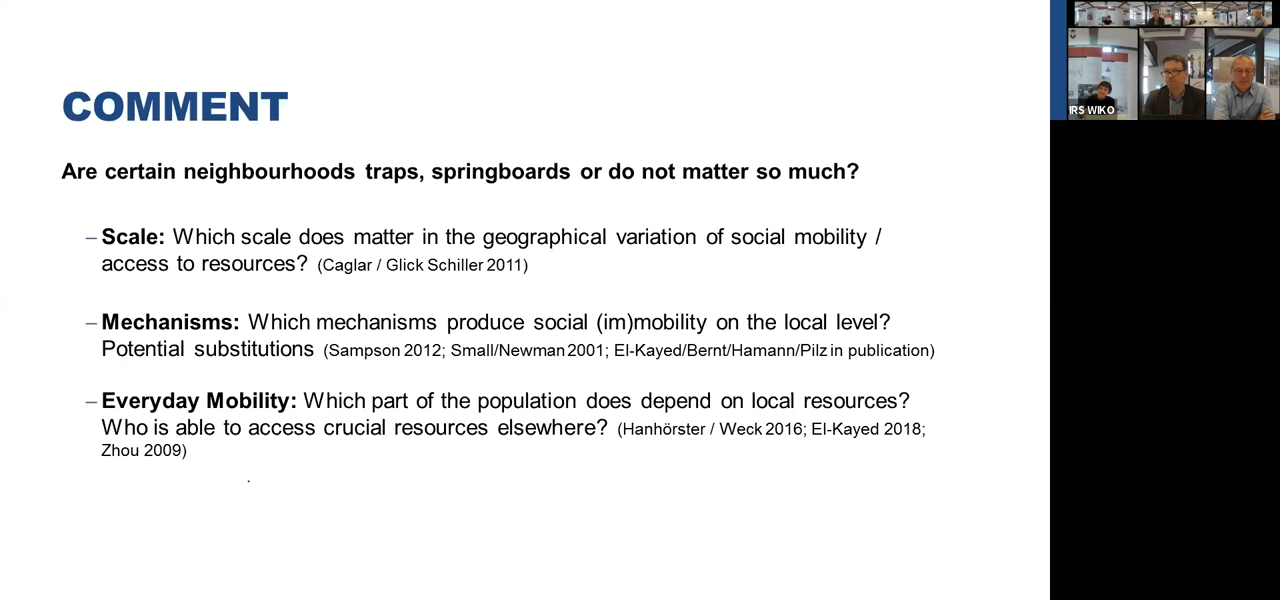 COMMENT
Are certain neighbourhoods traps, springboards or do not matter so much?
– Scale: Which scale does matter in the geographical variation of social mobility /
access to resources? (Caglar / Glick Schiller 2011)
– Mechanisms: Which mechanisms produce social (im)mobility on the local level?
Potential substitutions (Sampson 2012; Small/Newman 2001; El-Kayed/Bernt/Hamann/Pilz in publication)
– Everyday Mobility: Which part of the population does depend on local resources?
Who is able to access crucial resources elsewhere? (Hanhörster / Weck 2016; El-Kayed 2018;
Zhou 2009)
.
IRS WIKO